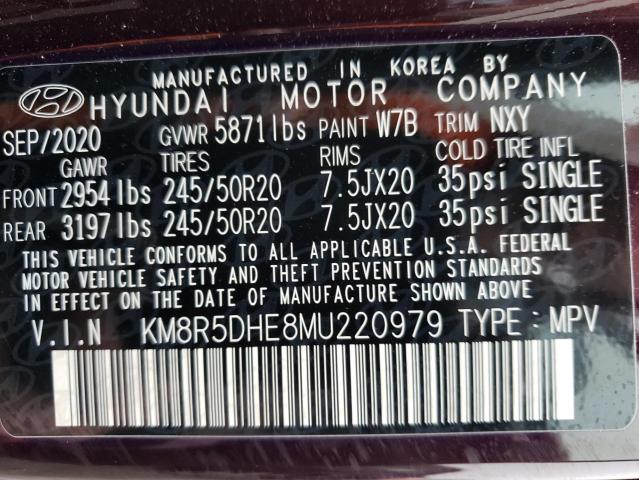 MANUFACTURED IN KOREA BY
HYUNDAI MOTOR COMPANY
SEP/2020 GVWR 5871lbs PAINT W7B TRIM NXY
GAWR TIRES RIMS COLD TIRE INFL
FRONT 2954lbs 245/50R20 7.5JX20 35psi SINGLE
REAR 3197lbs 245/50R20 7.5JX20 35psi SINGLE
THIS VEHICLE CONFORMS TO ALL APPLICABLE U.S.A. FEDERAL
MOTOR VEHICLE SAFETY AND THEFT PREVENTION STANDARDS
IN EFFECT ON THE DATE OF MANUFACTURE SHOWN ABOVE.
V.I.N KM8R5DHE8MU220979 TYPE : MPV